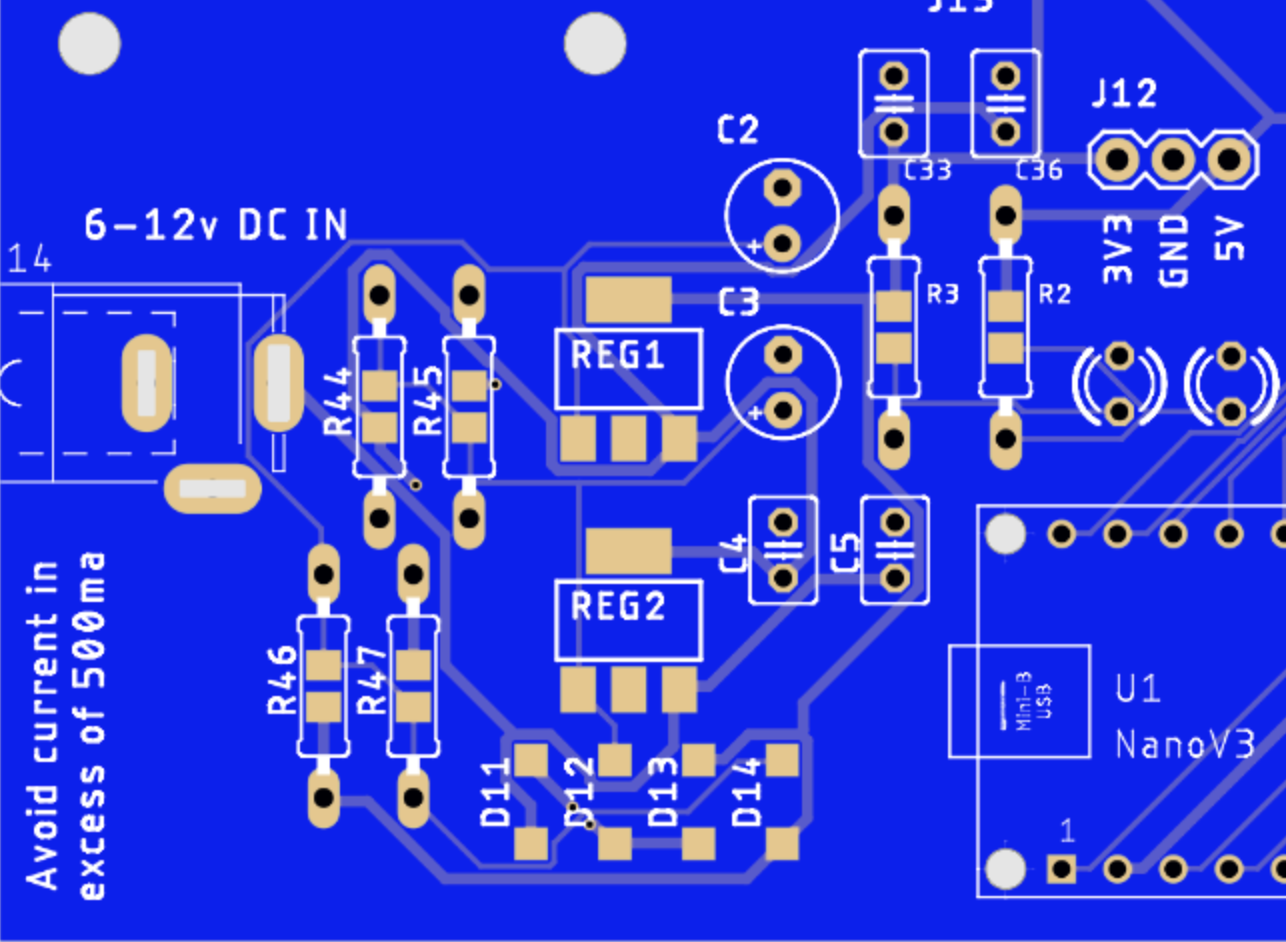 J13
J12
C2
C33
C36
6-12v DC IN
3V3
GND
5V
14
C3
R3
R2
REG1
R44
R45
C4
C5
REG2
R46
R47
Mini-B
USB
U1
NanoV3
D11
D12
D13
D14
1
Avoid current in
excess of 500ma